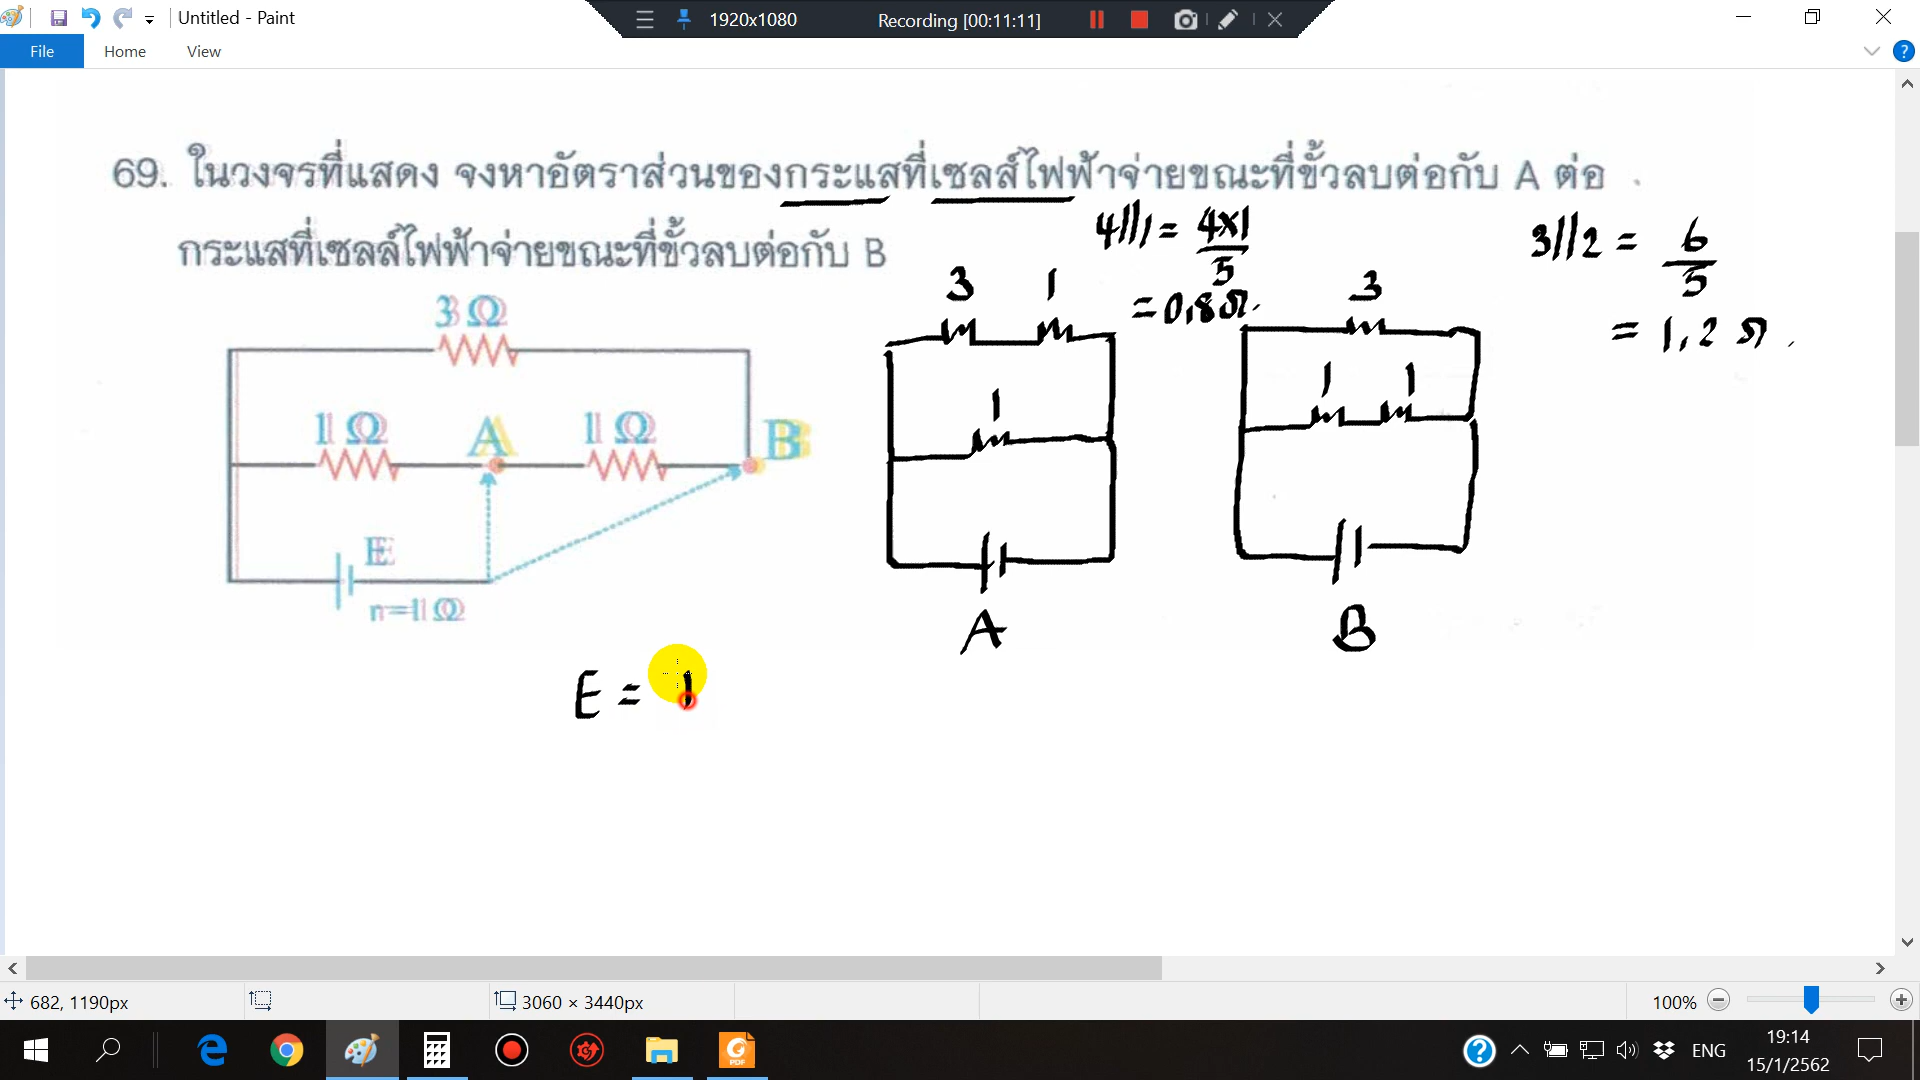 Untitled - Paint
1920x1080
Recording [00:11:11]
File
Home
View
69. ในวงจรที่แสดง จงหาอัตราส่วนของกระแสที่เซลล์ไฟฟ้าจ่ายขณะที่ขั้วลบต่อกับ A ต่อ
กระแสที่เซลล์ไฟฟ้าจ่ายขณะที่ขั้วลบต่อกับ B
4//1 = 4x1
5
= 0,8 Ω.
3//2 = 6
5
= 1,2 Ω.
3 Ω
1 Ω
A
1 Ω
B
E
r=1 Ω
3 1
1
A
3
1 1
B
E = 1
682, 1190px
3060 × 3440px
100%
ENG
19:14
15/1/2562
PDF